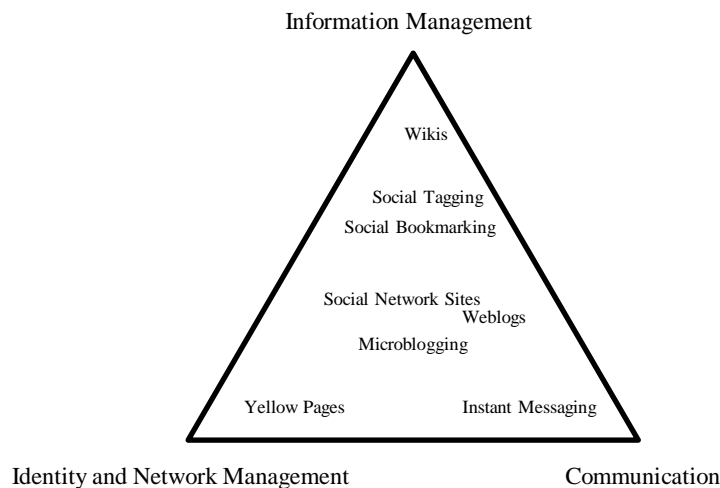 Information Management
Wikis
Social Tagging
Social Bookmarking
Social Network Sites
Weblogs
Microblogging
Yellow Pages
Instant Messaging
Identity and Network Management
Communication